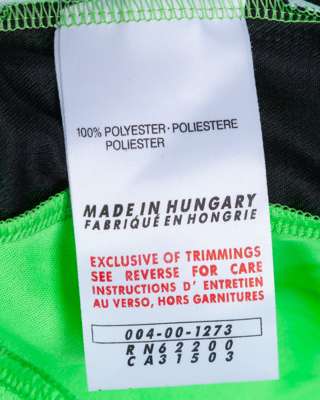 100% POLYESTER · POLIESTERE
POLIESTER
MADE IN HUNGARY
FABRIQUÉ EN HONGRIE
EXCLUSIVE OF TRIMMINGS
SEE REVERSE FOR CARE
INSTRUCTIONS D' ENTRETIEN
AU VERSO, HORS GARNITURES
004-00-1273
RN62200
CA31503